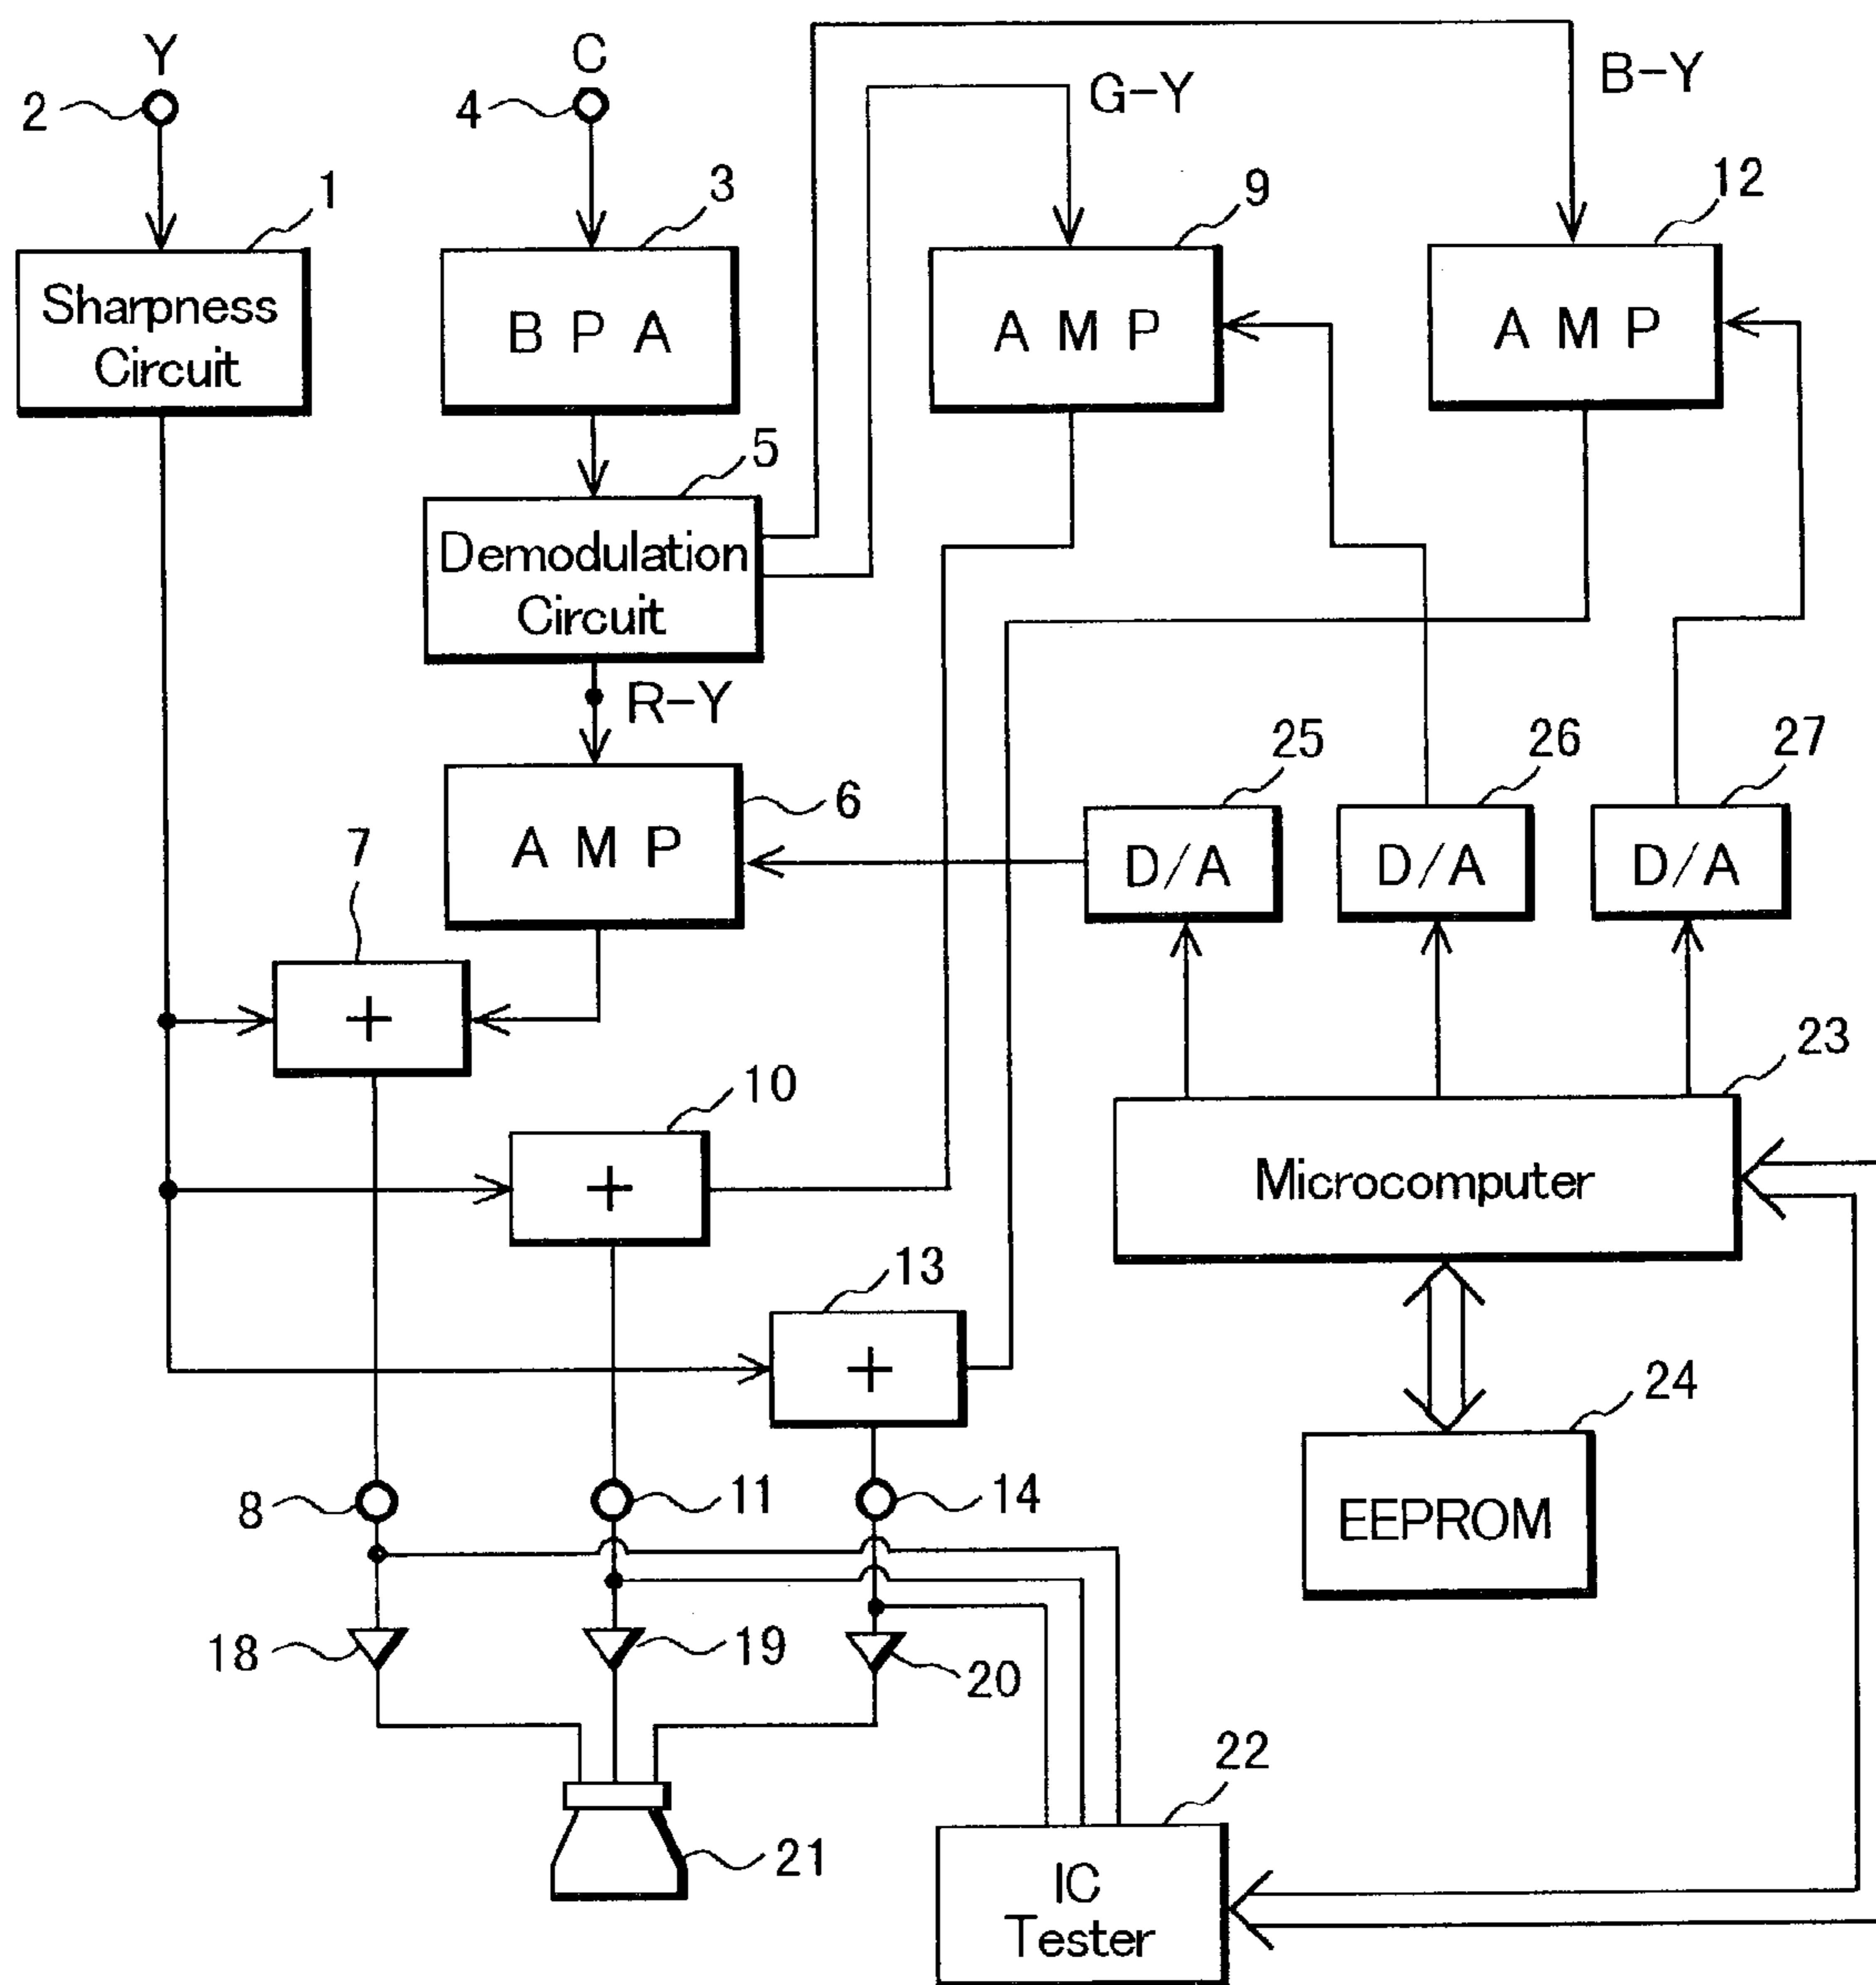 Y
C
G-Y
B-Y
2
4
1
3
9
12
Sharpness
Circuit
B P A
A M P
A M P
5
Demodulation
Circuit
R-Y
25
26
27
6
A M P
D/A
D/A
D/A
7
+
23
10
+
Microcomputer
13
+
24
8
11
14
EEPROM
18
19
20
22
21
IC
Tester